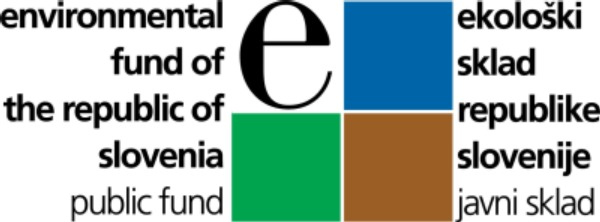 environmental
fund of
the republic of
slovenia
public fund
e
ekološki
sklad
republike
slovenije
javni sklad